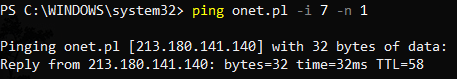 PS C:\WINDOWS\system32> ping onet.pl -i 7 -n 1
Pinging onet.pl [213.180.141.140] with 32 bytes of data:
Reply from 213.180.141.140: bytes=32 time=32ms TTL=58